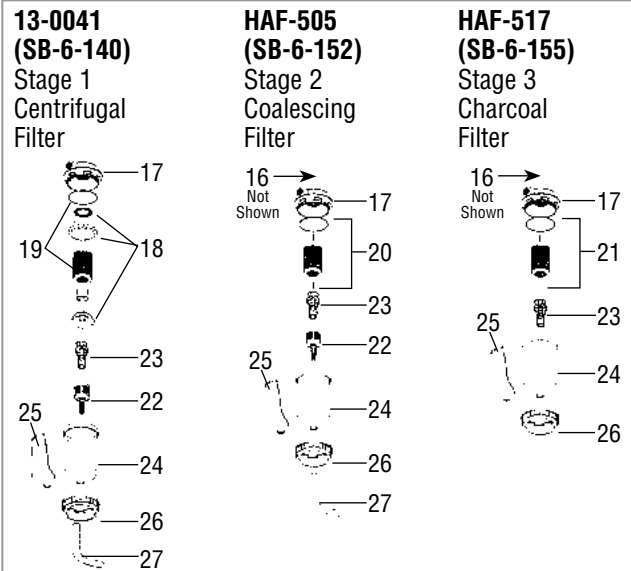 13-0041
(SB-6-140)
Stage 1
Centrifugal
Filter
17
19
18
23
22
25
24
26
27
HAF-505
(SB-6-152)
Stage 2
Coalescing
Filter
16
Not
Shown
17
20
23
22
25
24
26
27
HAF-517
(SB-6-155)
Stage 3
Charcoal
Filter
16
Not
Shown
17
21
23
25
24
26